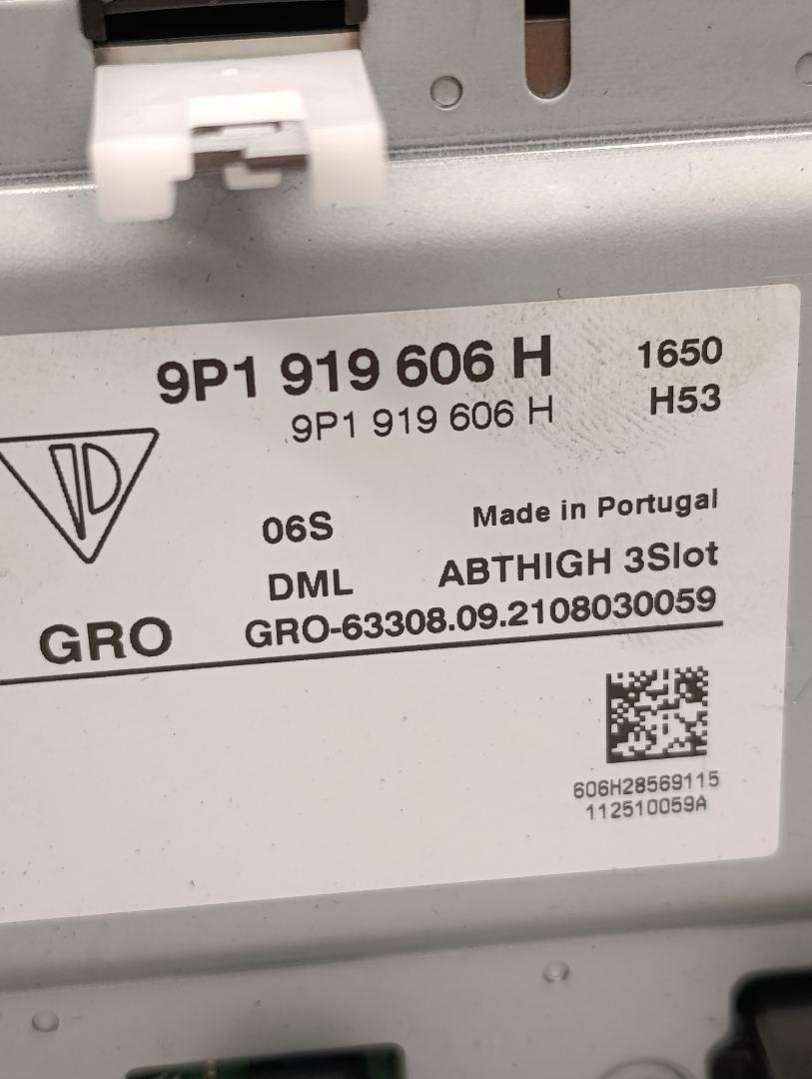 9P1 919 606 H 1650
9P1 919 606 H H53
06S Made in Portugal
DML ABTHIGH 3Slot
GRO GRO-63308.09.2108030059
606H28569115
112510059A